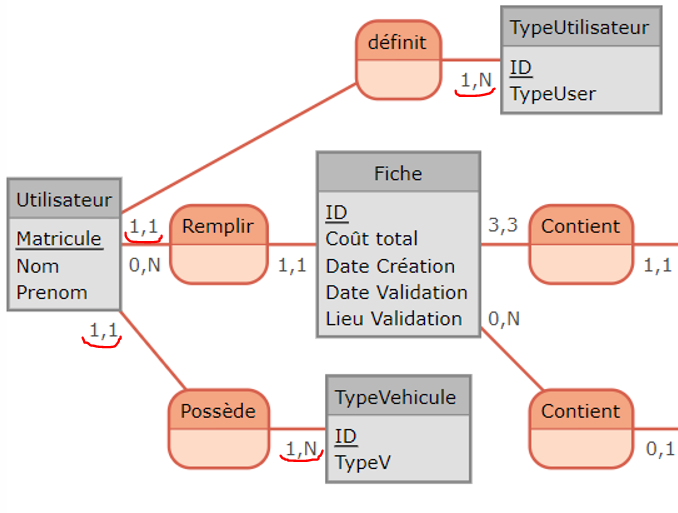 définit
TypeUtilisateur
ID
TypeUser
1,N
Utilisateur
Matricule
Nom
Prenom
1,1
0,N
Remplir
1,1
Fiche
ID
Coût total
Date Création
Date Validation
Lieu Validation
3,3
Contient
1,1
0,N
1,1
Possède
1,N
TypeVehicule
ID
TypeV
Contient
0,1